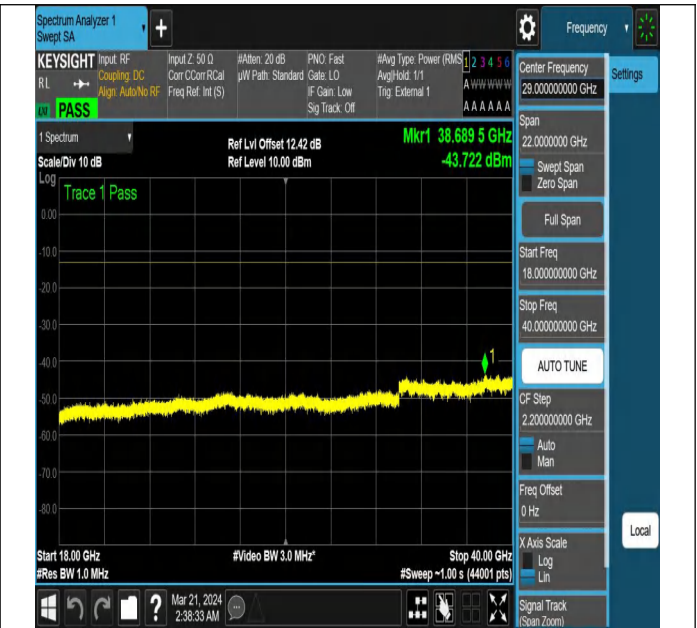 Spectrum Analyzer 1
Swept SA
+
Frequency
KEYSIGHT
Input: RF
Coupling: DC
Align: Auto/No RF
Input Z: 50 Ω
Corr CCorr RCal
Freq Ref: Int (S)
#Atten: 20 dB
µW Path: Standard
PNO: Fast
Gate: LO
IF Gain: Low
Sig Track: Off
#Avg Type: Power (RMS
Avg|Hold: 1/1
Trig: External 1
1 2 3 4 5 6
A W W W W W
A A A A A A
RL
PASS
1 Spectrum
Scale/Div 10 dB
Ref Lvl Offset 12.42 dB
Ref Level 10.00 dBm
Mkr1 38.689 5 GHz
-43.722 dBm
Log
Trace 1 Pass
0.00
-10.0
-20.0
-30.0
-40.0
-50.0
-60.0
-70.0
-80.0
1
Start 18.00 GHz
#Res BW 1.0 MHz
#Video BW 3.0 MHz*
Stop 40.00 GHz
#Sweep ~1.00 s (44001 pts)
?
Mar 21, 2024
2:38:33 AM
Center Frequency
29.000000000 GHz
Settings
Span
22.0000000 GHz
Swept Span
Zero Span
Full Span
Start Freq
18.000000000 GHz
Stop Freq
40.000000000 GHz
AUTO TUNE
CF Step
2.200000000 GHz
Auto
Man
Freq Offset
0 Hz
Local
X Axis Scale
Log
Lin
Signal Track
(Span Zoom)